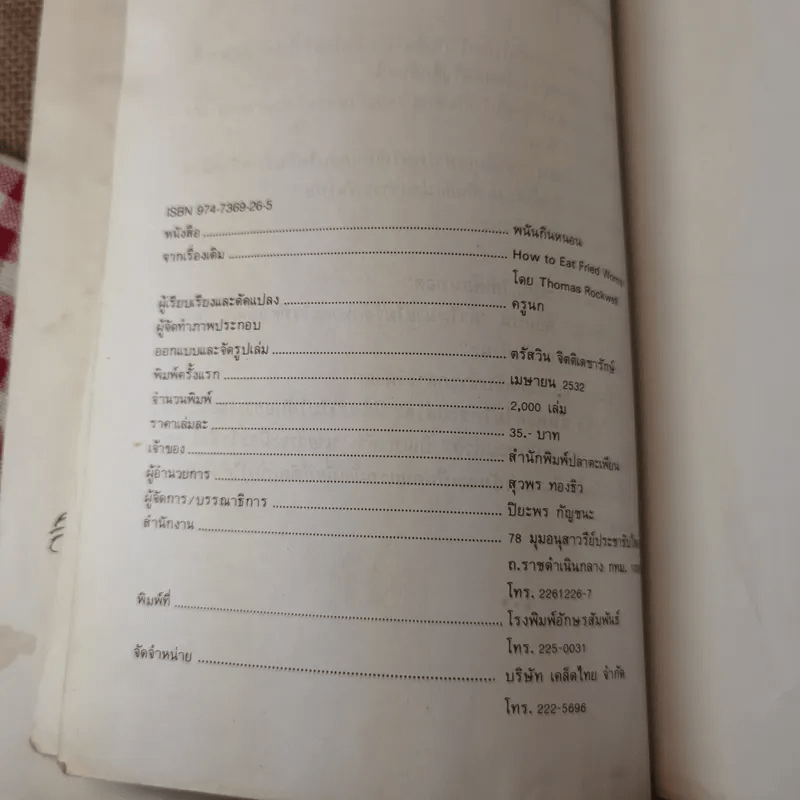 ISBN 974-7369-26-5
หนังสือ ........ พนันกินหนอน
จากเรื่องเดิม ........ How to Eat Fried Worms
โดย Thomas Rockwell
ผู้เรียบเรียงและดัดแปลง ........ ครูนก
ผู้จัดทำภาพประกอบ
ออกแบบและจัดรูปเล่ม ........ ตรัสวิน จิตติเดชารักษ์
พิมพ์ครั้งแรก ........ เมษายน 2532
จำนวนพิมพ์ ........ 2,000 เล่ม
ราคาเล่มละ ........ 35.- บาท
เจ้าของ ........ สำนักพิมพ์ปลาตะเพียน
ผู้อำนวยการ ........ สุวพร ทองธิว
ผู้จัดการ/บรรณาธิการ ........ ปิยะพร กัญชนะ
สำนักงาน ........ 78 มุมอนุสาวรีย์ประชาธิปไตย
ถ.ราชดำเนินกลาง กทม.
โทร. 2261226-7
พิมพ์ที่ ........ โรงพิมพ์อักษรสัมพันธ์
โทร. 225-0031
จัดจำหน่าย ........ บริษัท เคล็ดไทย จำกัด
โทร. 222-5696